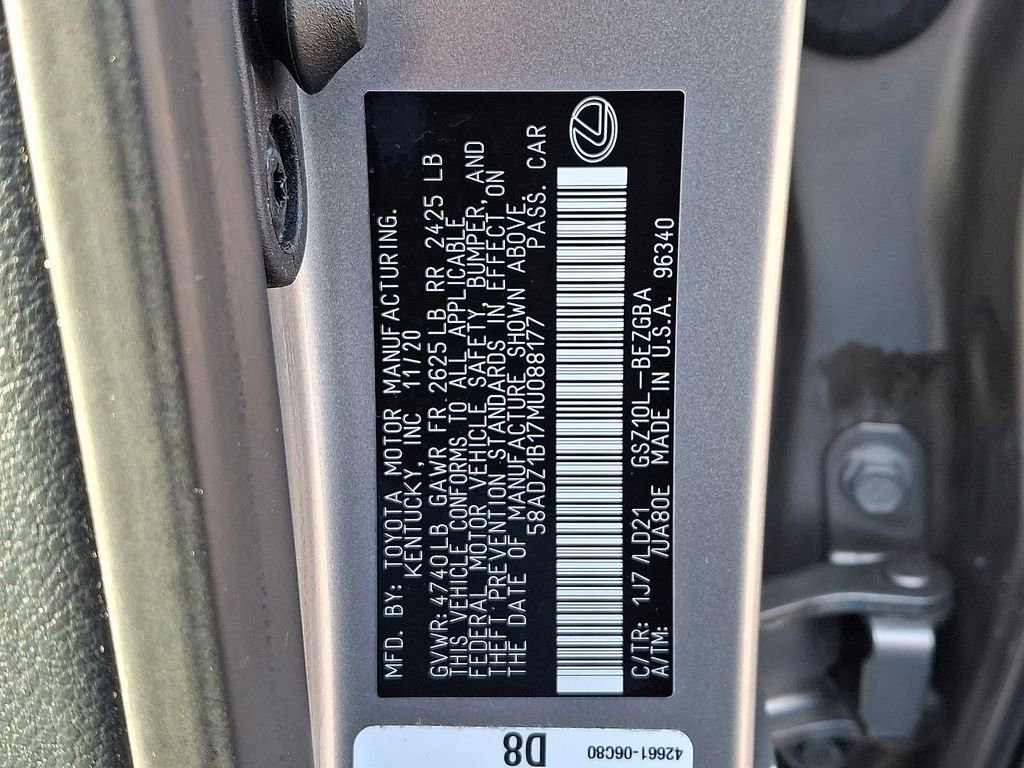 MFD. BY: TOYOTA MOTOR MANUFACTURING.
KENTUCKY, INC 11/20
GVWR: 4740 LB GAWR FR 2625 LB RR 2425 LB
THIS VEHICLE CONFORMS TO ALL APPLICABLE
FEDERAL MOTOR VEHICLE SAFETY, BUMPER, AND
THEFT PREVENTION STANDARDS IN EFFECT ON
THE DATE OF MANUFACTURE SHOWN ABOVE.
58ADZ1B17MU088177 PASS. CAR
C/TR: 1J7 /LD21 GSZ10L-BEZGBA
A/TM: /UA80E MADE IN U.S.A. 96340
D8
42661-06C80